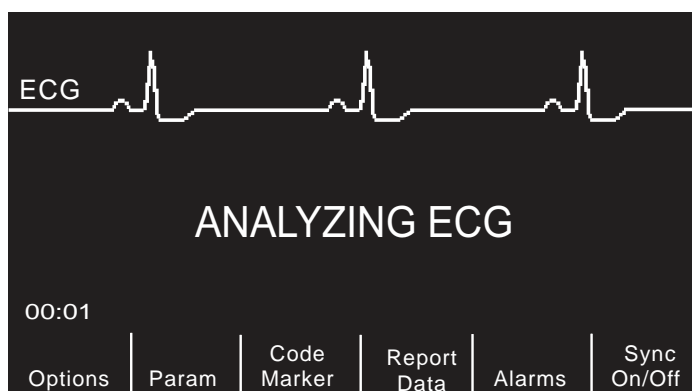 ECG
ANALYZING ECG
00:01
Options
Param
Code
Marker
Report
Data
Alarms
Sync
On/Off